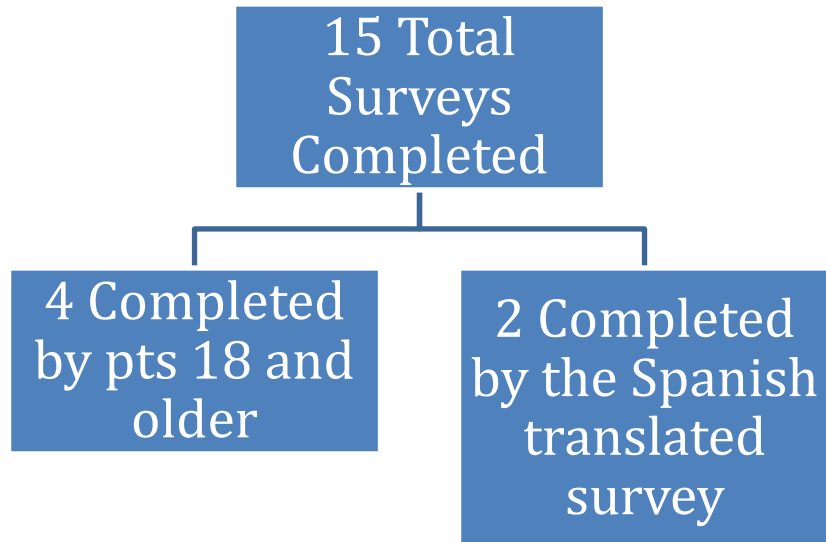 15 Total
Surveys
Completed
4 Completed
by pts 18 and
older
2 Completed
by the Spanish
translated
survey